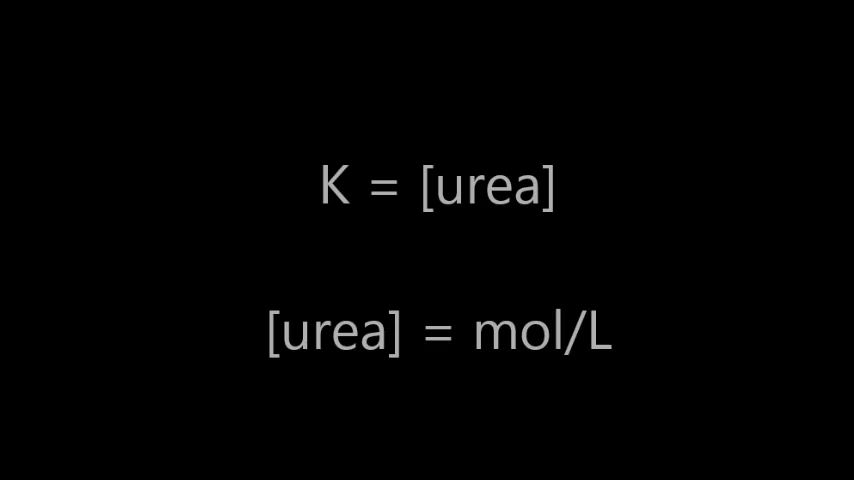 K = [urea]
[urea] = mol/L